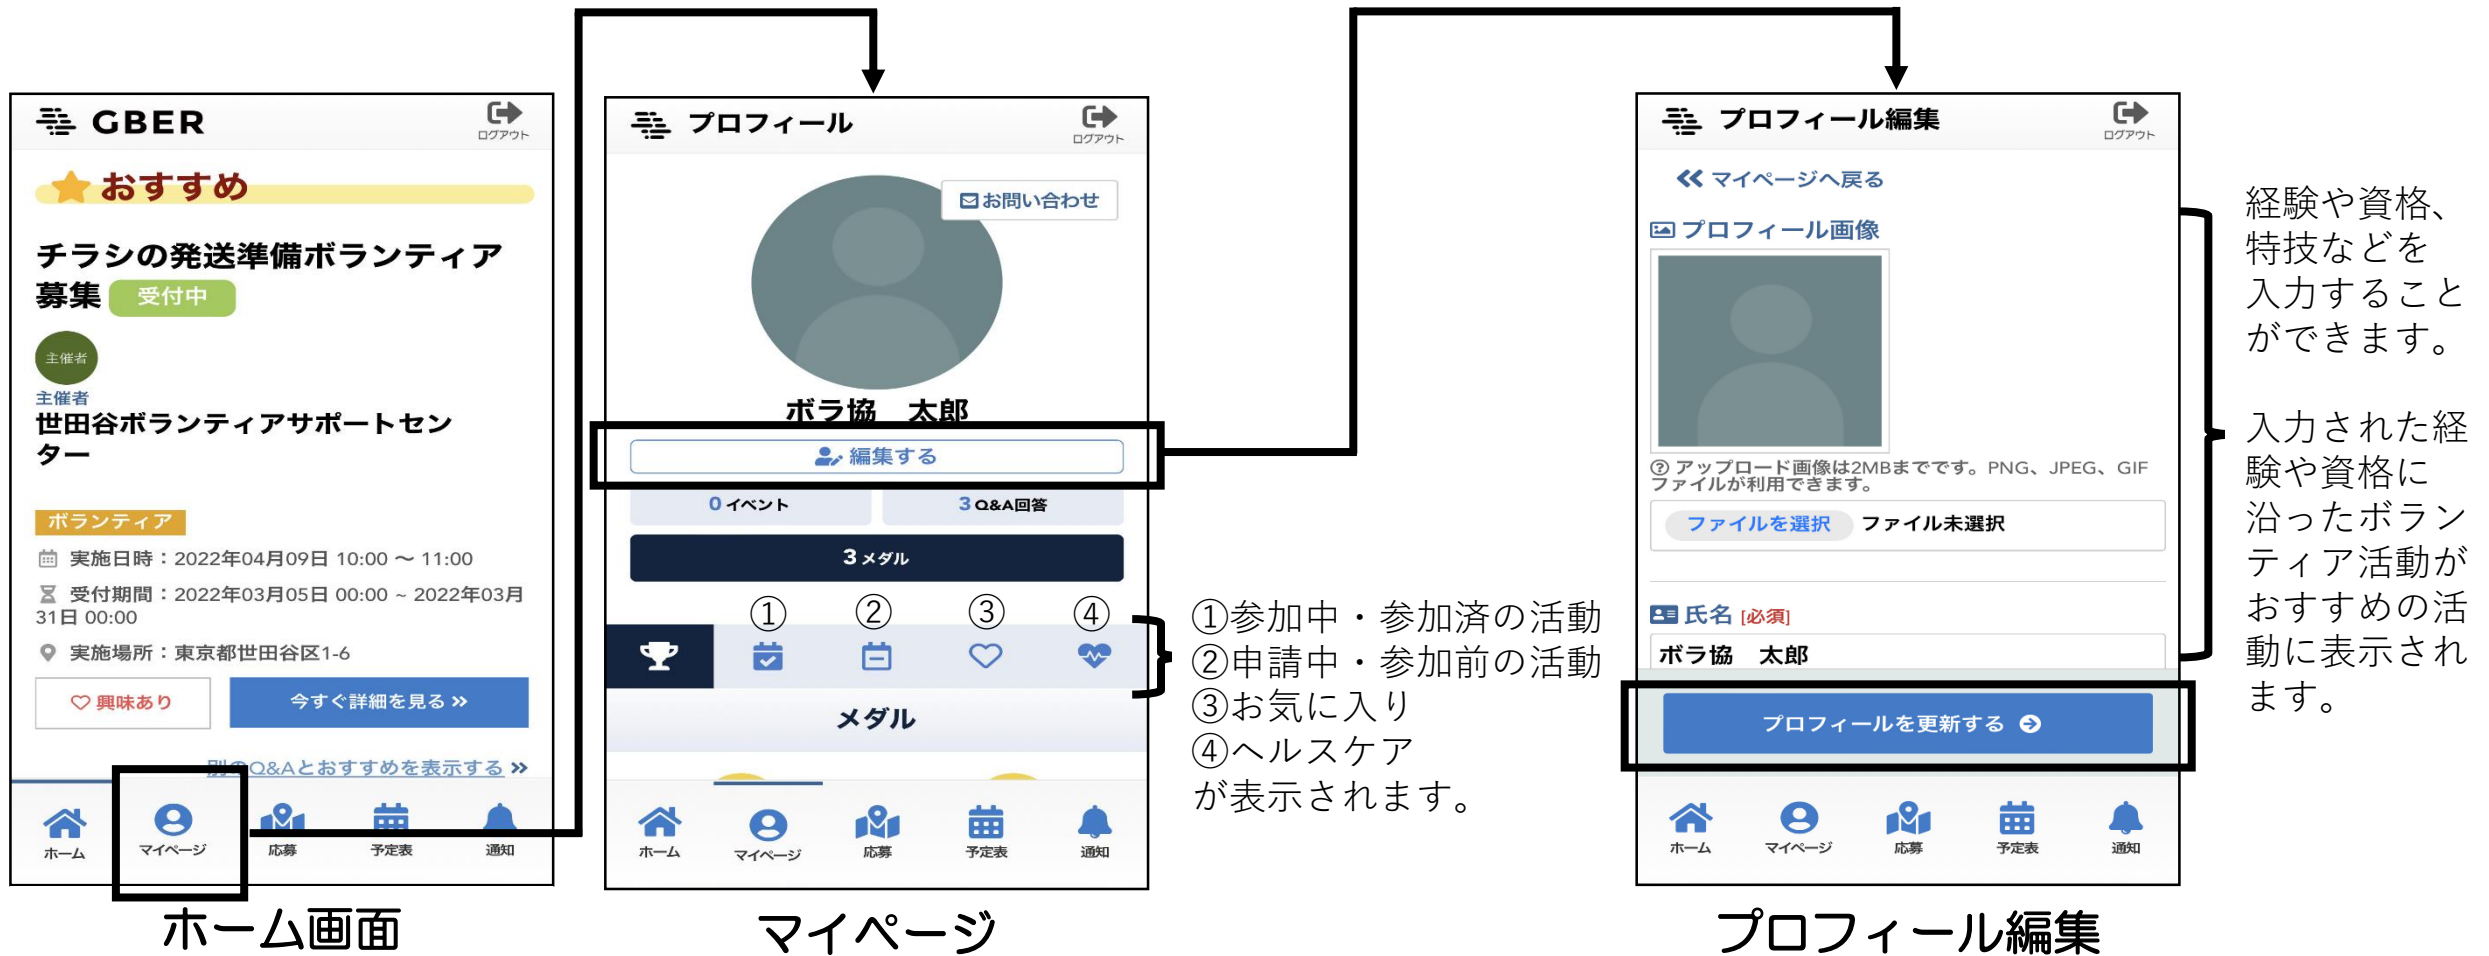 GBER
ログアウト
おすすめ
チラシの発送準備ボランティア
募集 受付中
主催者
主催者
世田谷ボランティアサポートセン
ター
ボランティア
実施日時：2022年04月09日 10:00 〜 11:00
受付期間：2022年03月05日 00:00 ~ 2022年03月
31日 00:00
実施場所：東京都世田谷区1-6
興味あり
今すぐ詳細を見る »
別のQ&Aとおすすめを表示する »
ホーム
マイページ
応募
予定表
通知
ホーム画面
プロフィール
ログアウト
お問い合わせ
ボラ協　太郎
編集する
0 イベント
3 Q&A回答
3 メダル
① ② ③ ④
メダル
ホーム
マイページ
応募
予定表
通知
マイページ
①参加中・参加済の活動
②申請中・参加前の活動
③お気に入り
④ヘルスケア
が表示されます。
プロフィール編集
ログアウト
マイページへ戻る
プロフィール画像
アップロード画像は2MBまでです。PNG、JPEG、GIF
ファイルが利用できます。
ファイルを選択 ファイル未選択
氏名 [必須]
ボラ協　太郎
プロフィールを更新する
ホーム
マイページ
応募
予定表
通知
プロフィール編集
経験や資格、
特技などを
入力すること
ができます。
入力された経
験や資格に
沿ったボラン
ティア活動が
おすすめの活
動に表示され
ます。